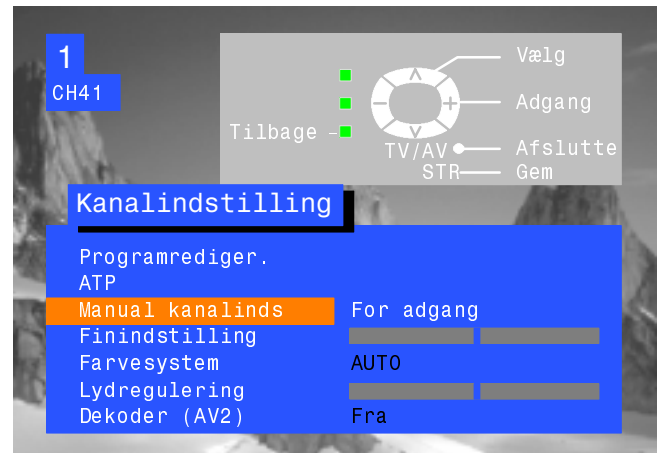 1
CH41
Vælg
Adgang
Tilbage
TV/AV Afslutte
STR Gem
Kanalindstilling
Programrediger.
ATP
Manual kanalinds For adgang
Finindstilling
Farvesystem AUTO
Lydregulering
Dekoder (AV2) Fra